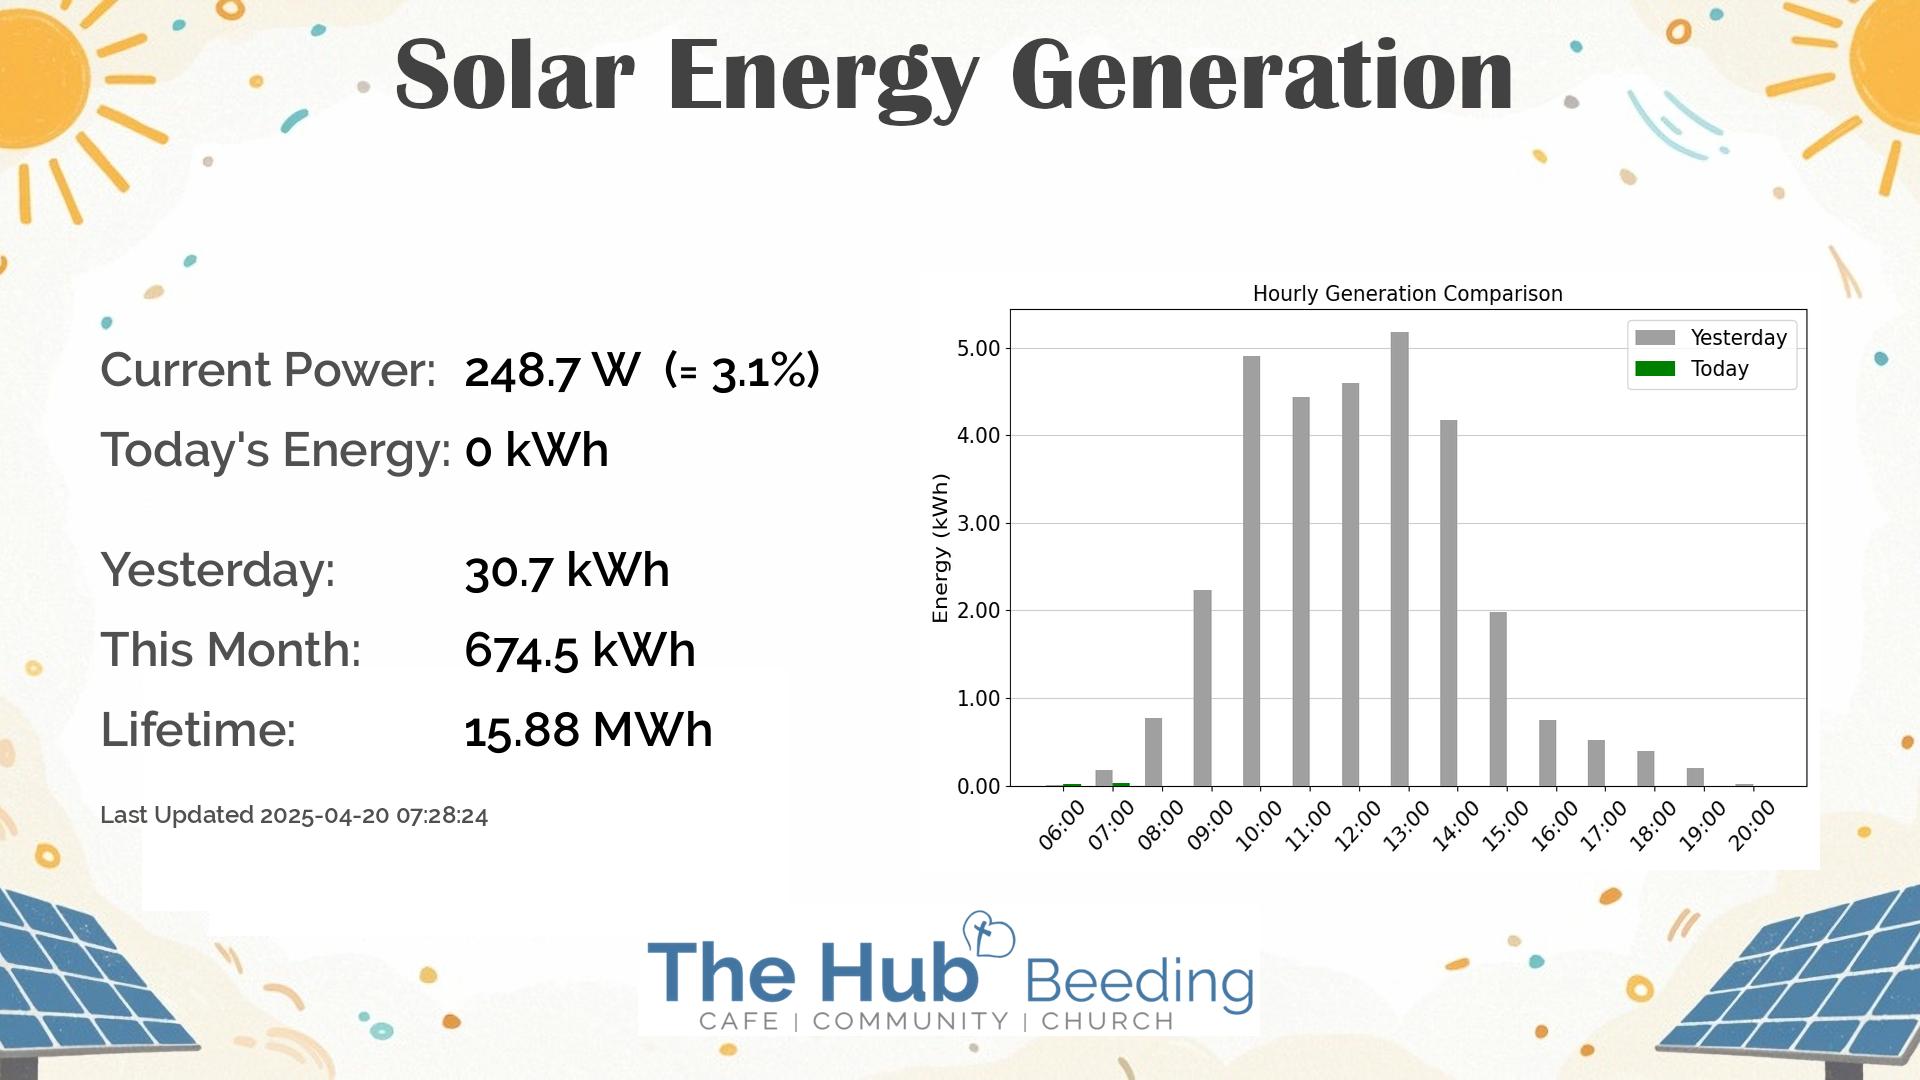 Solar Energy Generation
Current Power: 248.7 W (= 3.1%)
Today's Energy: 0 kWh
Yesterday: 30.7 kWh
This Month: 674.5 kWh
Lifetime: 15.88 MWh
Last Updated 2025-04-20 07:28:24
Hourly Generation Comparison
Yesterday
Today
Energy (kWh)
5.00
4.00
3.00
2.00
1.00
0.00
06:00 07:00 08:00 09:00 10:00 11:00 12:00 13:00 14:00 15:00 16:00 17:00 18:00 19:00 20:00
The Hub Beeding
CAFE | COMMUNITY | CHURCH